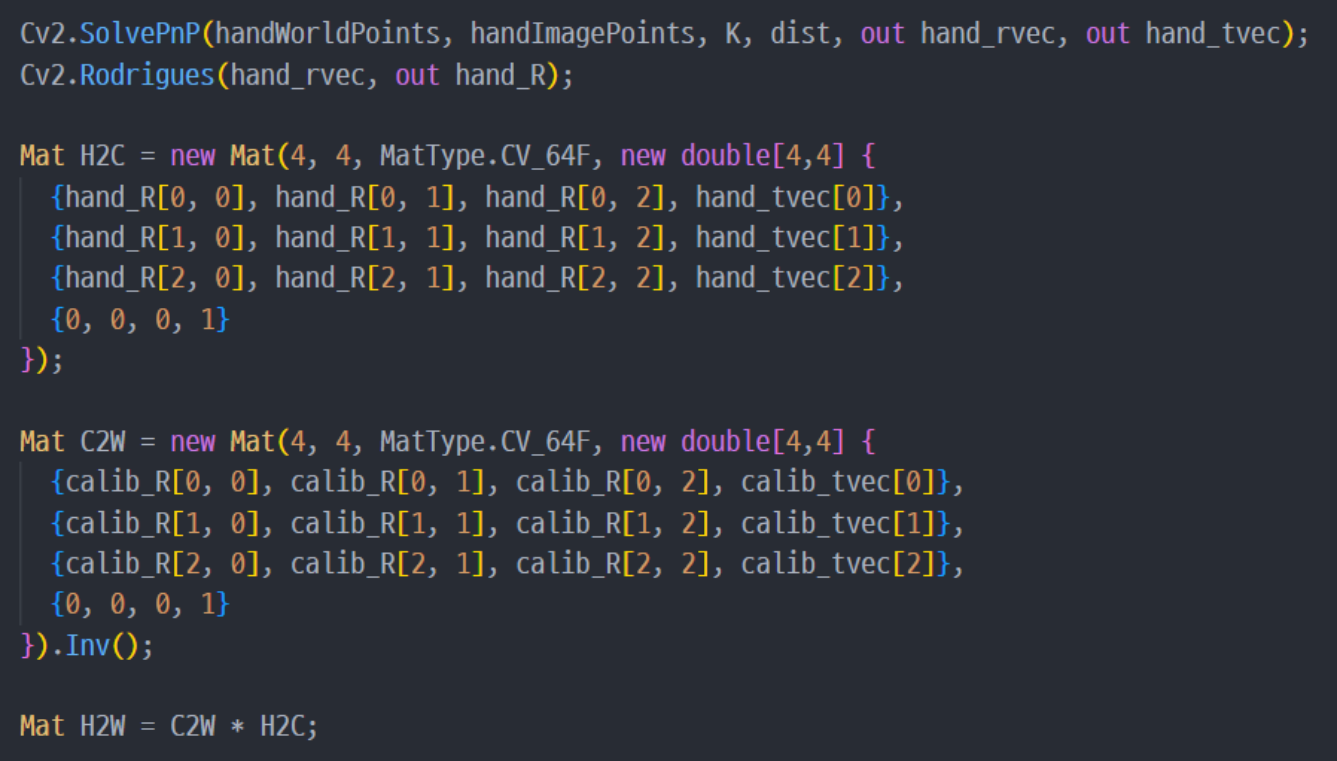 Cv2.SolvePnP(handWorldPoints, handImagePoints, K, dist, out hand_rvec, out hand_tvec);
Cv2.Rodrigues(hand_rvec, out hand_R);

Mat H2C = new Mat(4, 4, MatType.CV_64F, new double[4,4] {
  {hand_R[0, 0], hand_R[0, 1], hand_R[0, 2], hand_tvec[0]},
  {hand_R[1, 0], hand_R[1, 1], hand_R[1, 2], hand_tvec[1]},
  {hand_R[2, 0], hand_R[2, 1], hand_R[2, 2], hand_tvec[2]},
  {0, 0, 0, 1}
});

Mat C2W = new Mat(4, 4, MatType.CV_64F, new double[4,4] {
  {calib_R[0, 0], calib_R[0, 1], calib_R[0, 2], calib_tvec[0]},
  {calib_R[1, 0], calib_R[1, 1], calib_R[1, 2], calib_tvec[1]},
  {calib_R[2, 0], calib_R[2, 1], calib_R[2, 2], calib_tvec[2]},
  {0, 0, 0, 1}
}).Inv();

Mat H2W = C2W * H2C;